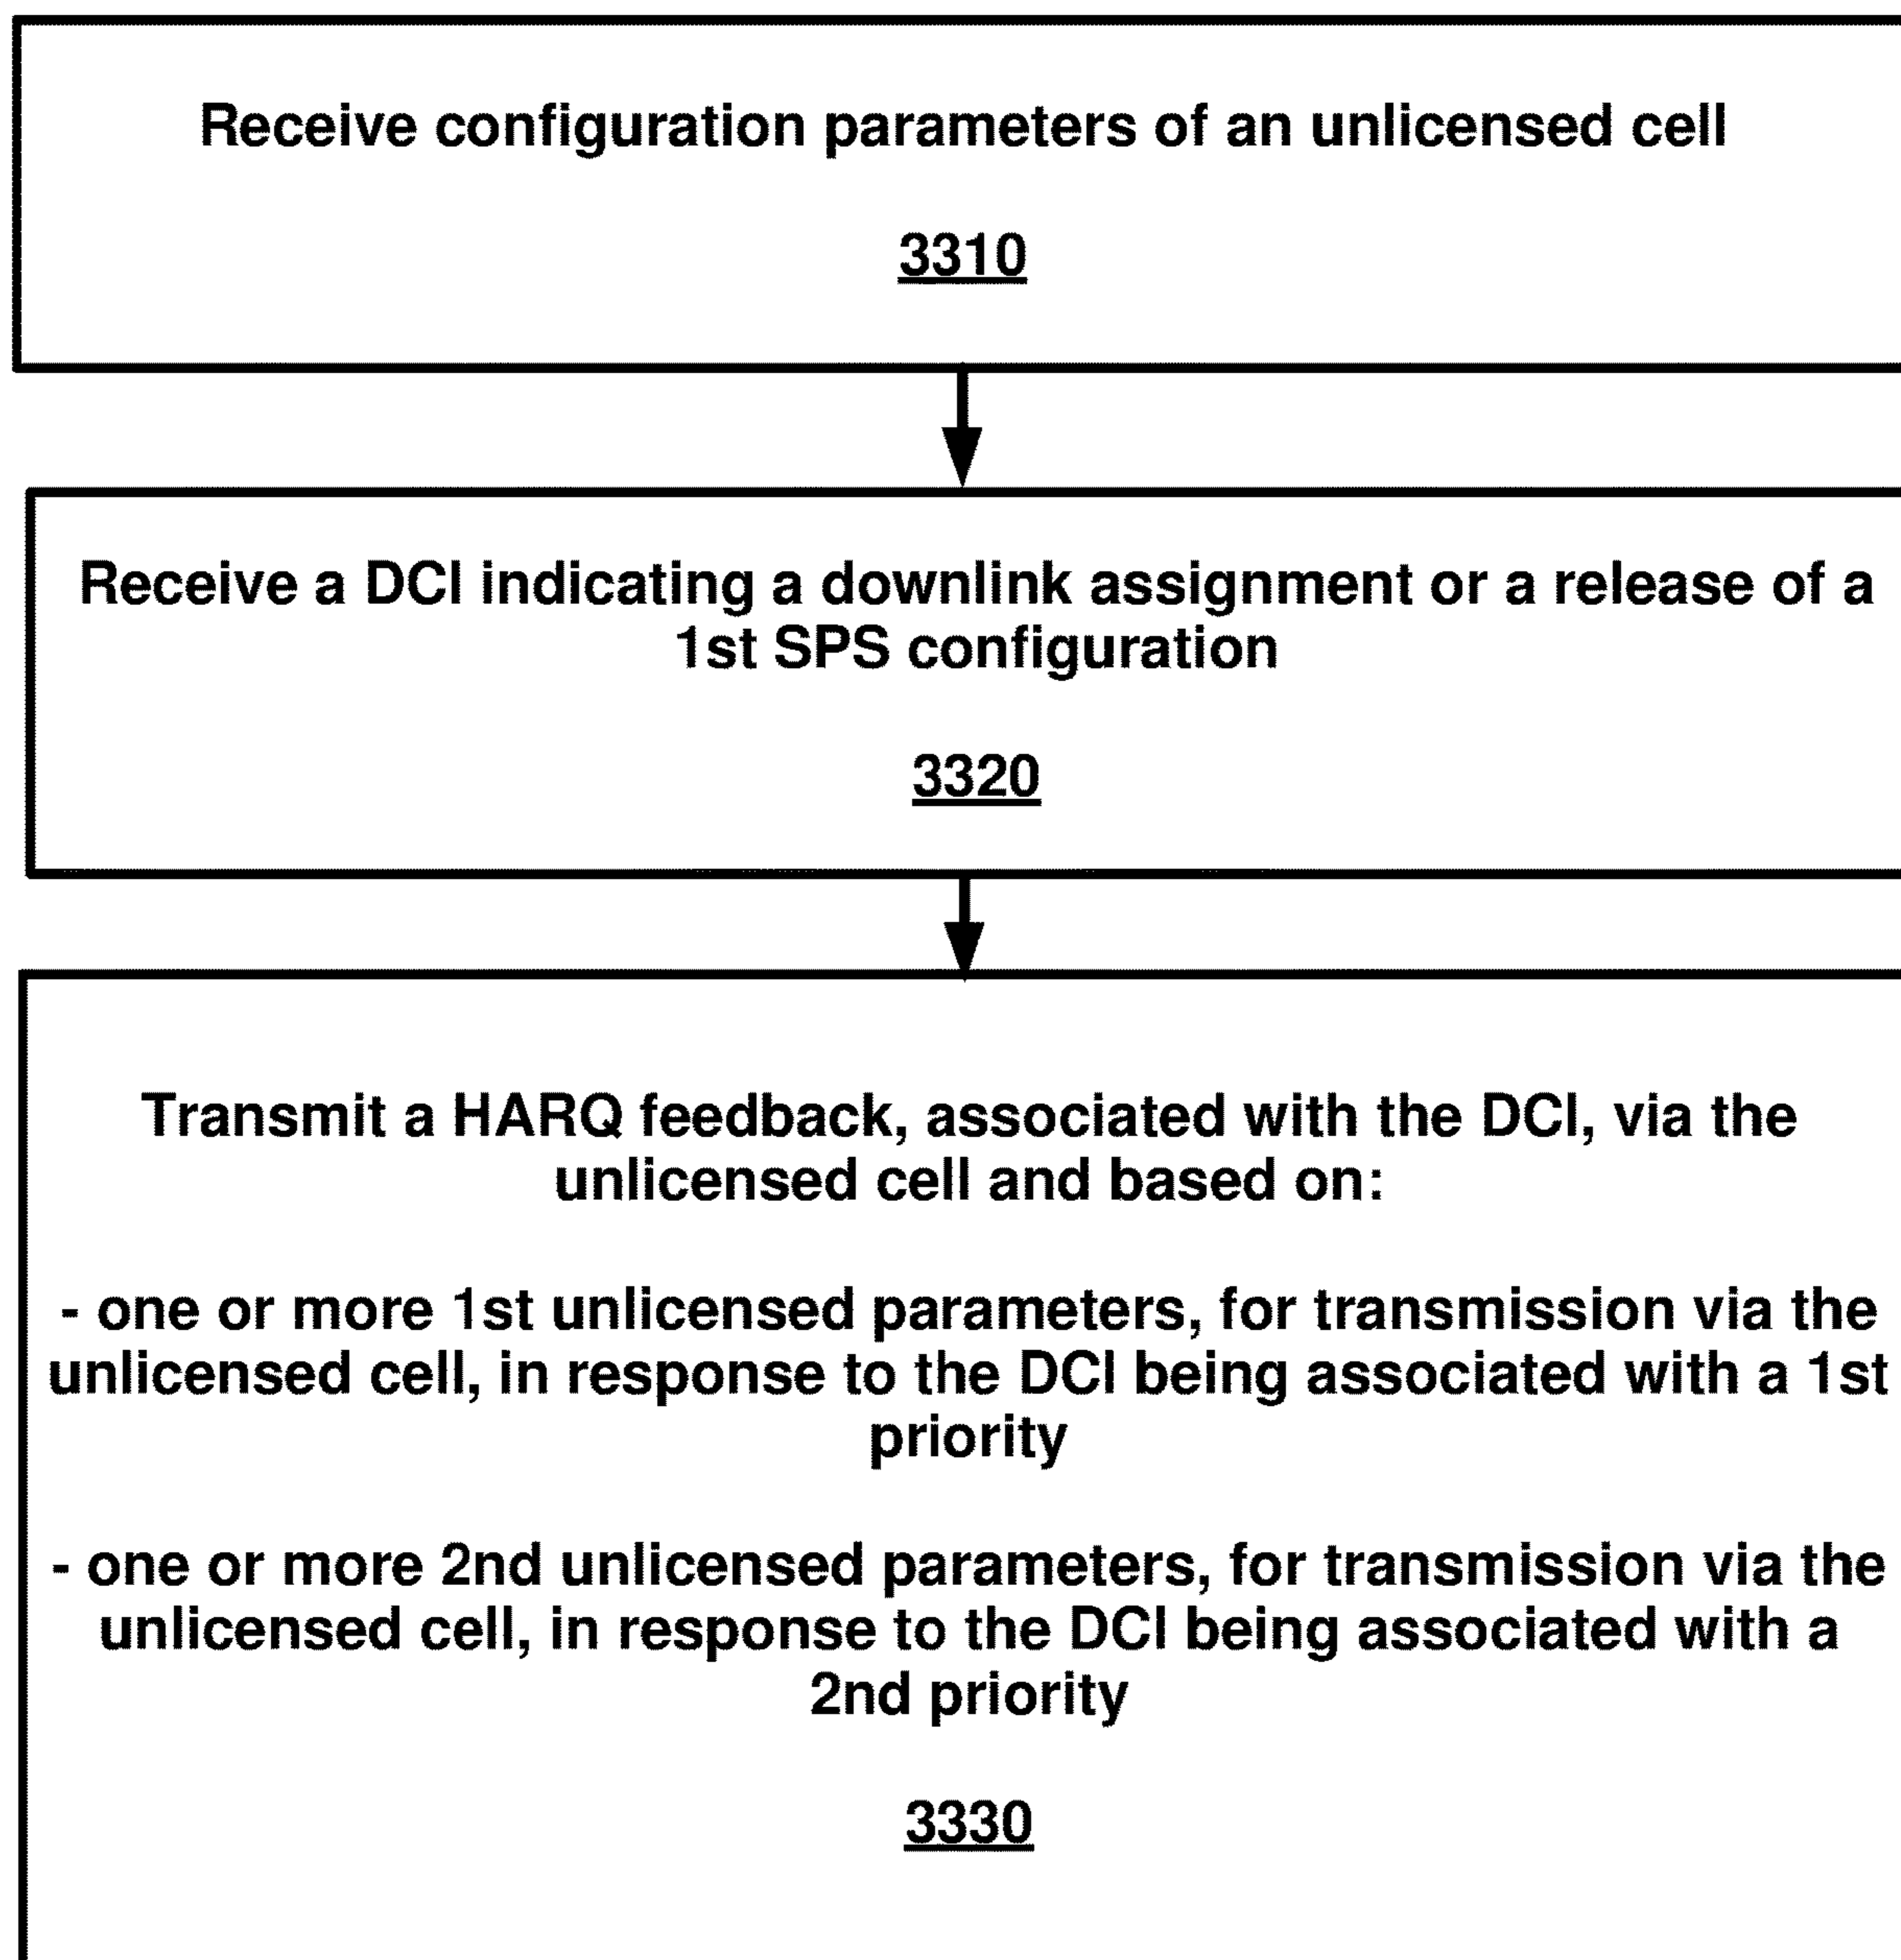 Receive configuration parameters of an unlicensed cell
3310
Receive a DCI indicating a downlink assignment or a release of a
1st SPS configuration
3320
Transmit a HARQ feedback, associated with the DCI, via the
unlicensed cell and based on:
- one or more 1st unlicensed parameters, for transmission via the
unlicensed cell, in response to the DCI being associated with a 1st
priority
- one or more 2nd unlicensed parameters, for transmission via the
unlicensed cell, in response to the DCI being associated with a
2nd priority
3330